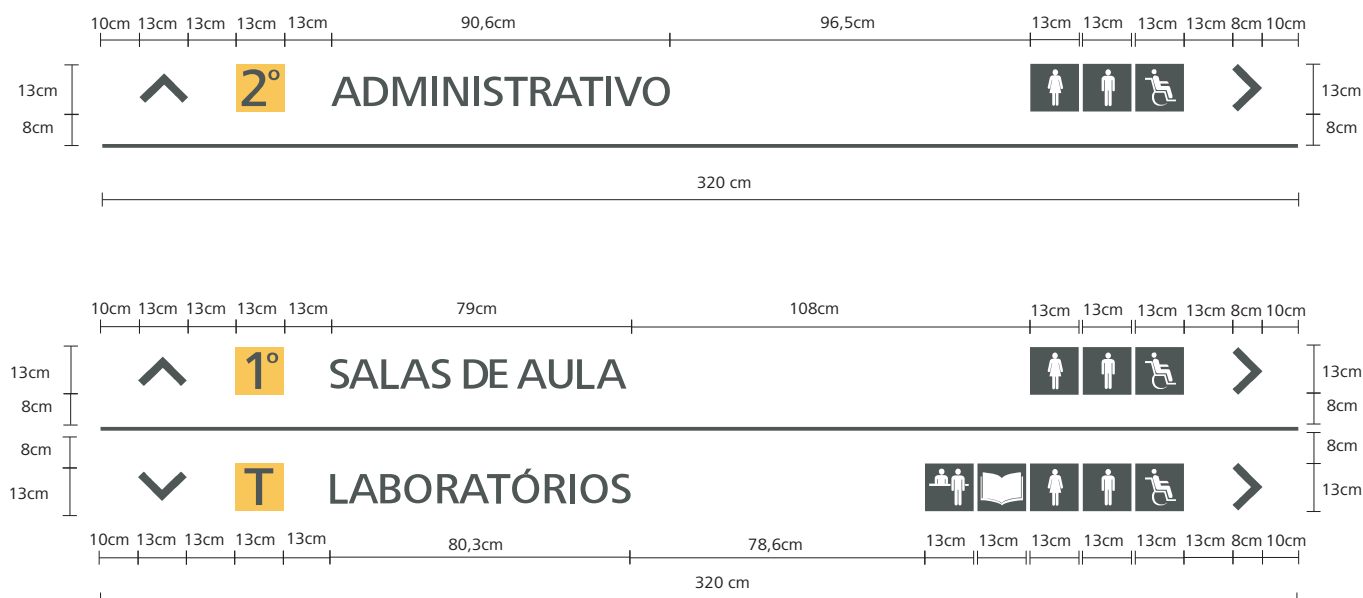 10cm 13cm 13cm 13cm 13cm 90,6cm 96,5cm 13cm 13cm 13cm 13cm 8cm 10cm
13cm 2º ADMINISTRATIVO 13cm
8cm 8cm
320 cm
10cm 13cm 13cm 13cm 13cm 79cm 108cm 13cm 13cm 13cm 13cm 8cm 10cm
13cm 1º SALAS DE AULA 13cm
8cm 8cm
8cm 8cm
13cm T LABORATÓRIOS 13cm
10cm 13cm 13cm 13cm 13cm 80,3cm 78,6cm 13cm 13cm 13cm 13cm 13cm 13cm 8cm 10cm
320 cm